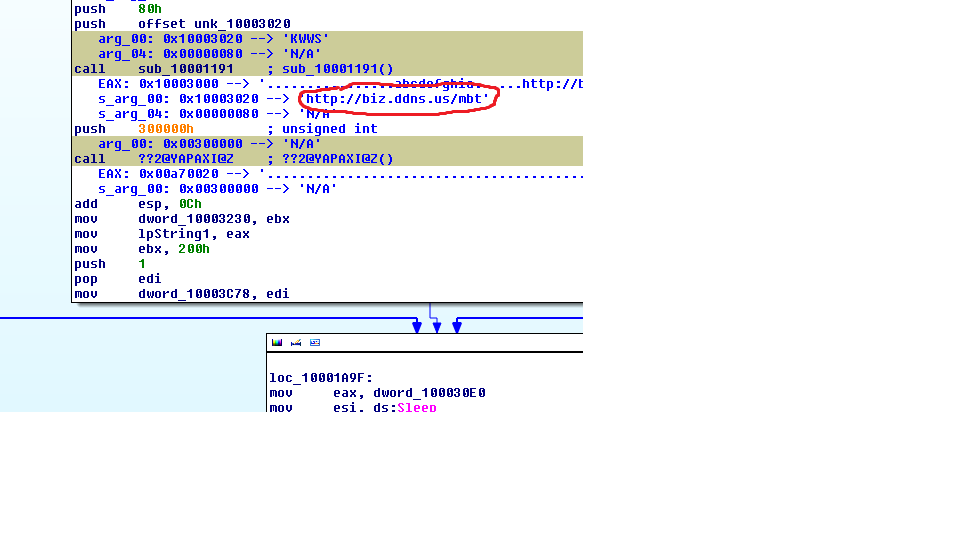 push 80h
push offset unk_10003020
arg_00: 0x10003020 --> 'KWWS'
arg_04: 0x00000080 --> 'N/A'
call sub_10001191 ; sub_10001191()
EAX: 0x10003000 --> '
s_arg_00: 0x10003020 --> 'http://biz.ddns.us/mbt'
s_arg_04: 0x00000080 --> 'N/A'
push 300000h ; unsigned int
arg_00: 0x00300000 --> 'N/A'
call ??2@YAPAXI@Z ; ??2@YAPAXI@Z()
EAX: 0x00a70020 --> '..........................................
s_arg_00: 0x00300000 --> 'N/A'
add esp, 0Ch
mov dword_10003230, ebx
mov lpString1, eax
mov ebx, 200h
push 1
pop edi
mov dword_10003C78, edi
loc_10001A9F:
mov eax, dword_100030E0
mov esi, ds:Sleep